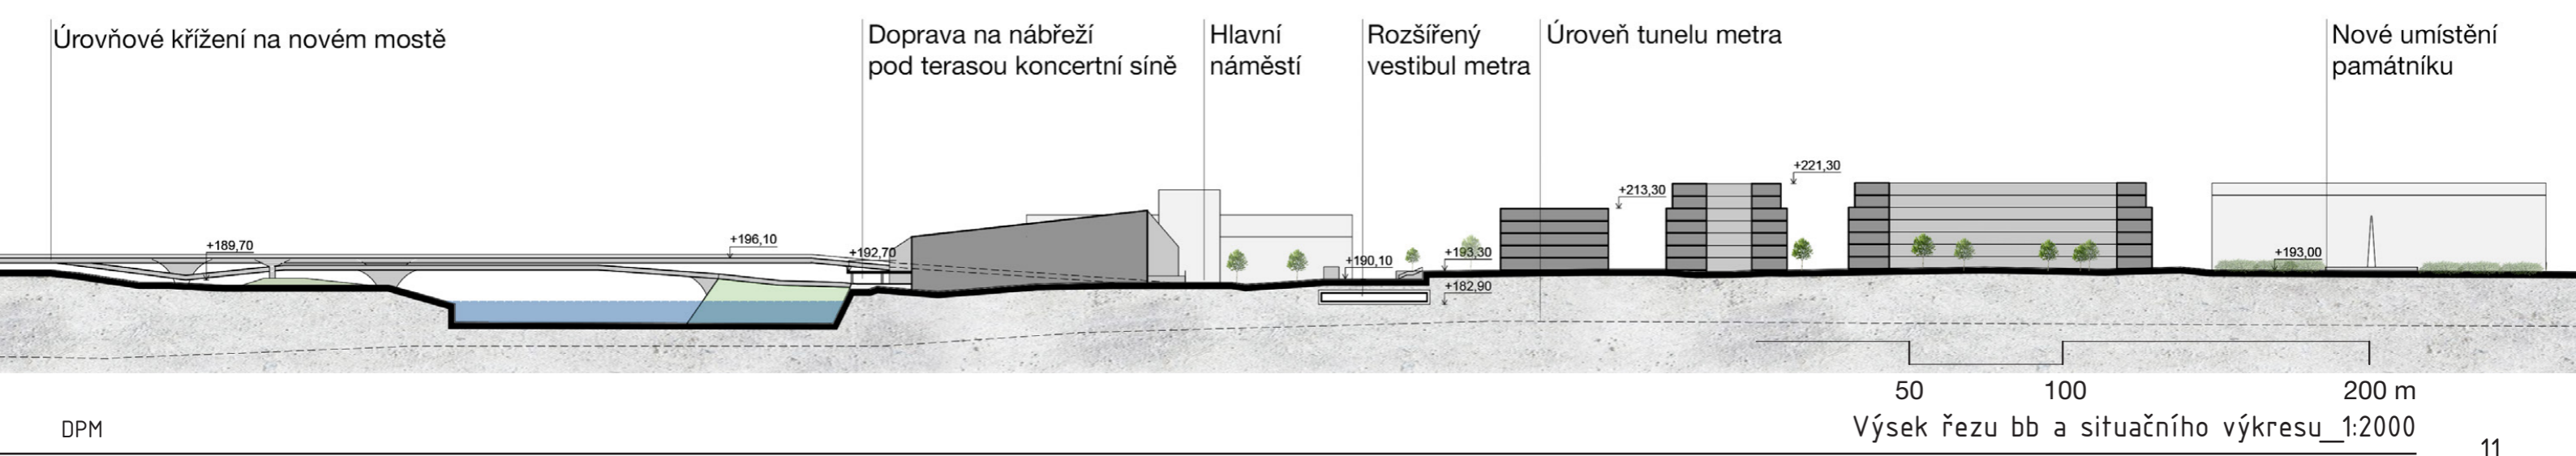 Úrovňové křížení na novém mostě
Doprava na nábřeží
pod terasou koncertní síně
Hlavní
náměstí
Rozšířený
vestibul metra
Úroveň tunelu metra
Nové umístění
památníku
+189,70
+196,10
+192,70
+190,10
+193,30
+182,90
+213,30
+221,30
+193,00
50 100 200 m
DPM
Výsek řezu bb a situačního výkresu_1:2000
11